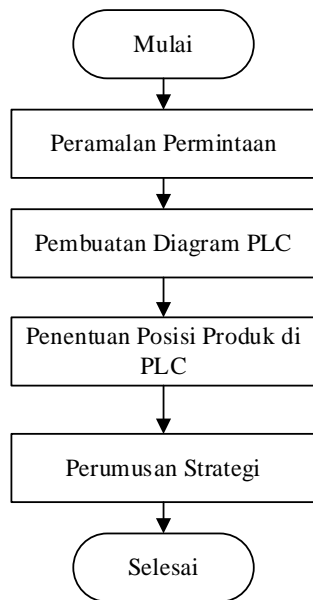 Mulai
Peramalan Permintaan
Pembuatan Diagram PLC
Penentuan Posisi Produk di
PLC
Perumusan Strategi
Selesai